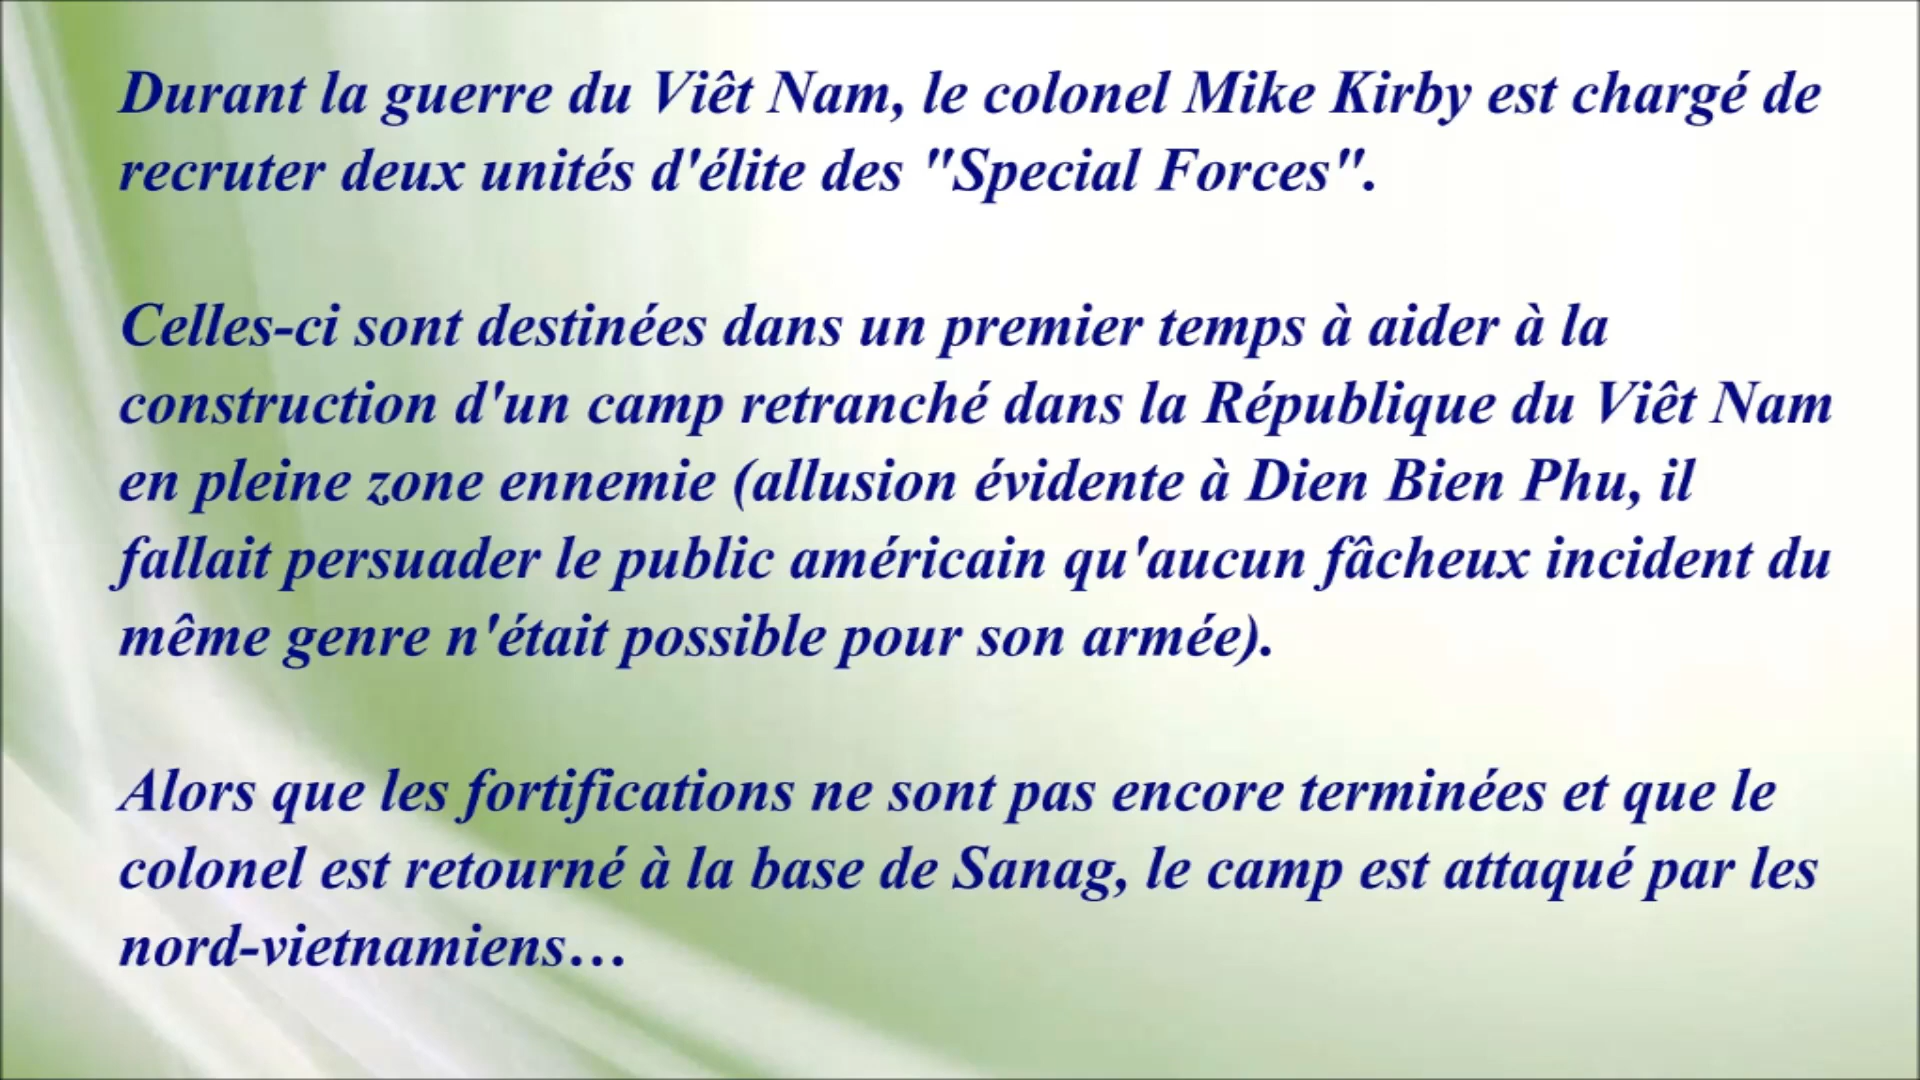 Durant la guerre du Viêt Nam, le colonel Mike Kirby est chargé de
recruter deux unités d'élite des "Special Forces".
Celles-ci sont destinées dans un premier temps à aider à la
construction d'un camp retranché dans la République du Viêt Nam
en pleine zone ennemie (allusion évidente à Dien Bien Phu, il
fallait persuader le public américain qu'aucun fâcheux incident du
même genre n'était possible pour son armée).
Alors que les fortifications ne sont pas encore terminées et que le
colonel est retourné à la base de Sanag, le camp est attaqué par les
nord-vietnamiens…